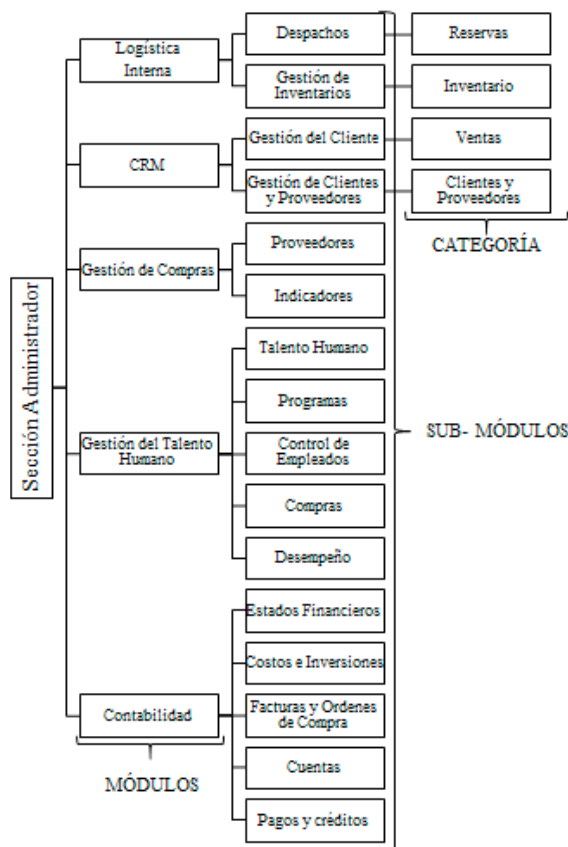 Sección Administrador
Logística
Interna
Despachos
Reservas
Gestión de
Inventarios
Inventario
CRM
Gestión del Cliente
Ventas
Gestión de Clientes
y Proveedores
Clientes y
Proveedores
CATEGORÍA
Gestión de Compras
Proveedores
Indicadores
Gestión del Talento
Humano
Talento Humano
Programas
Control de
Empleados
Compras
Desempeño
SUB- MÓDULOS
Contabilidad
Estados Financieros
Costos e Inversiones
Facturas y Ordenes
de Compra
Cuentas
Pagos y créditos
MÓDULOS